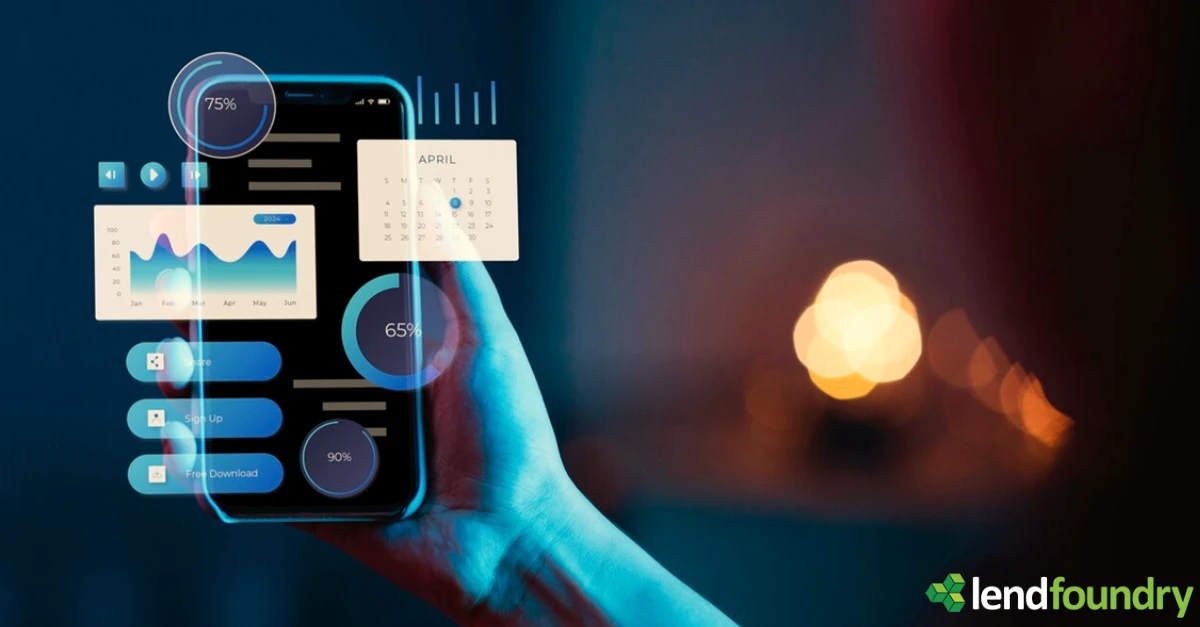 75%
APRIL
S M T W T F S
1 2 3
4 5 6 8 9 10
11 12 13 14 15 16 17
18 19 20 21 22 23 24
25 26 27 28 29 30
2024
100
80
60
40
20
0
Jan Feb Mar Apr May Jun
65%
Share
Sign Up
Free Download
90%
lendfoundry